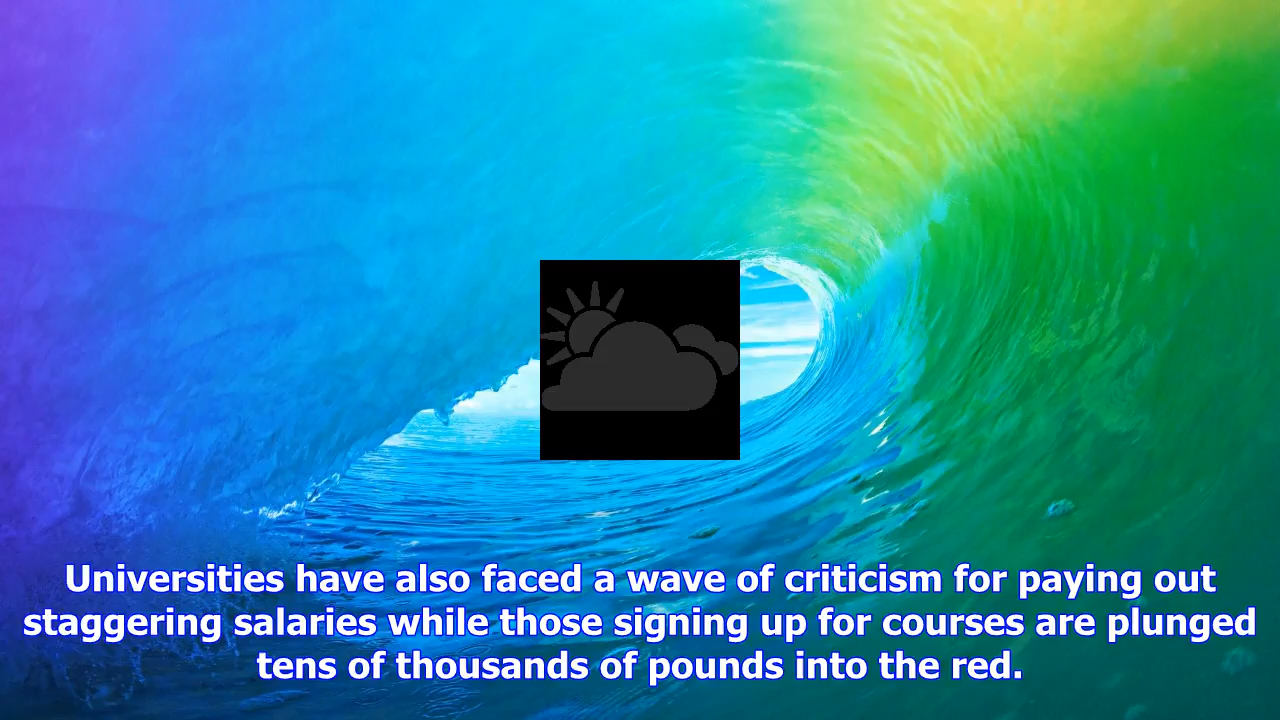 Universities have also faced a wave of criticism for paying out
staggering salaries while those signing up for courses are plunged
tens of thousands of pounds into the red.